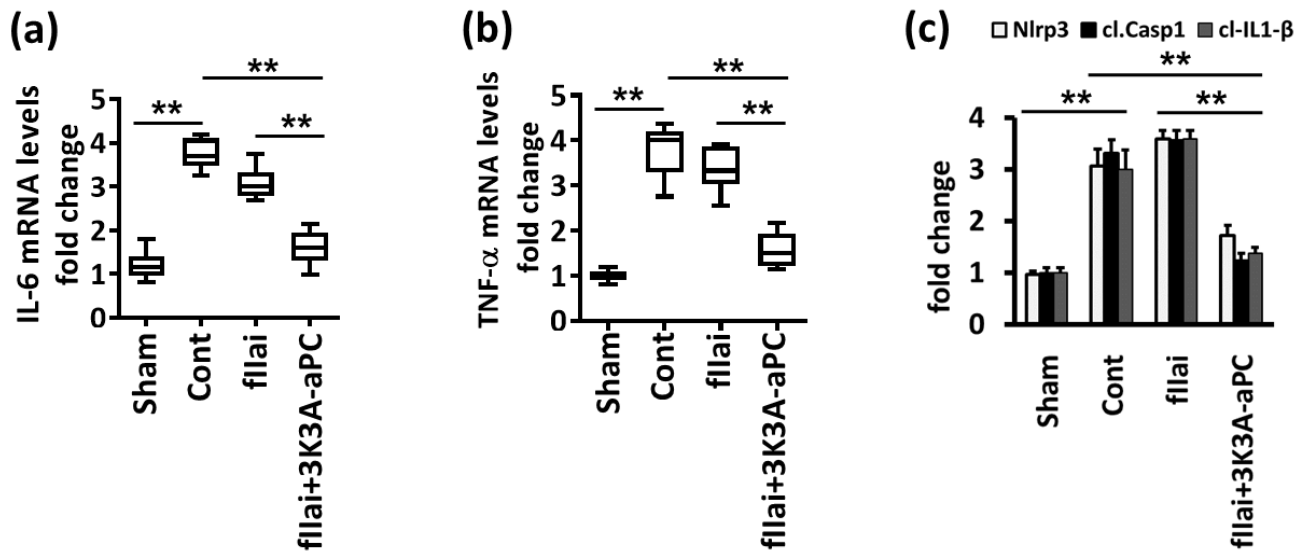 (a)
IL-6 mRNA levels
fold change
5
4
3
2
1
0
**
**
**
Sham
Cont
fIIai
fIIai+3K3A-aPC
(b)
TNF-α mRNA levels
fold change
5
4
3
2
1
0
**
**
**
Sham
Cont
fIIai
fIIai+3K3A-aPC
(c)
Nlrp3 cl.Casp1 cl-IL1-β
fold change
4
3
2
1
0
**
**
**
Sham
Cont
fIIai
fIIai+3K3A-aPC